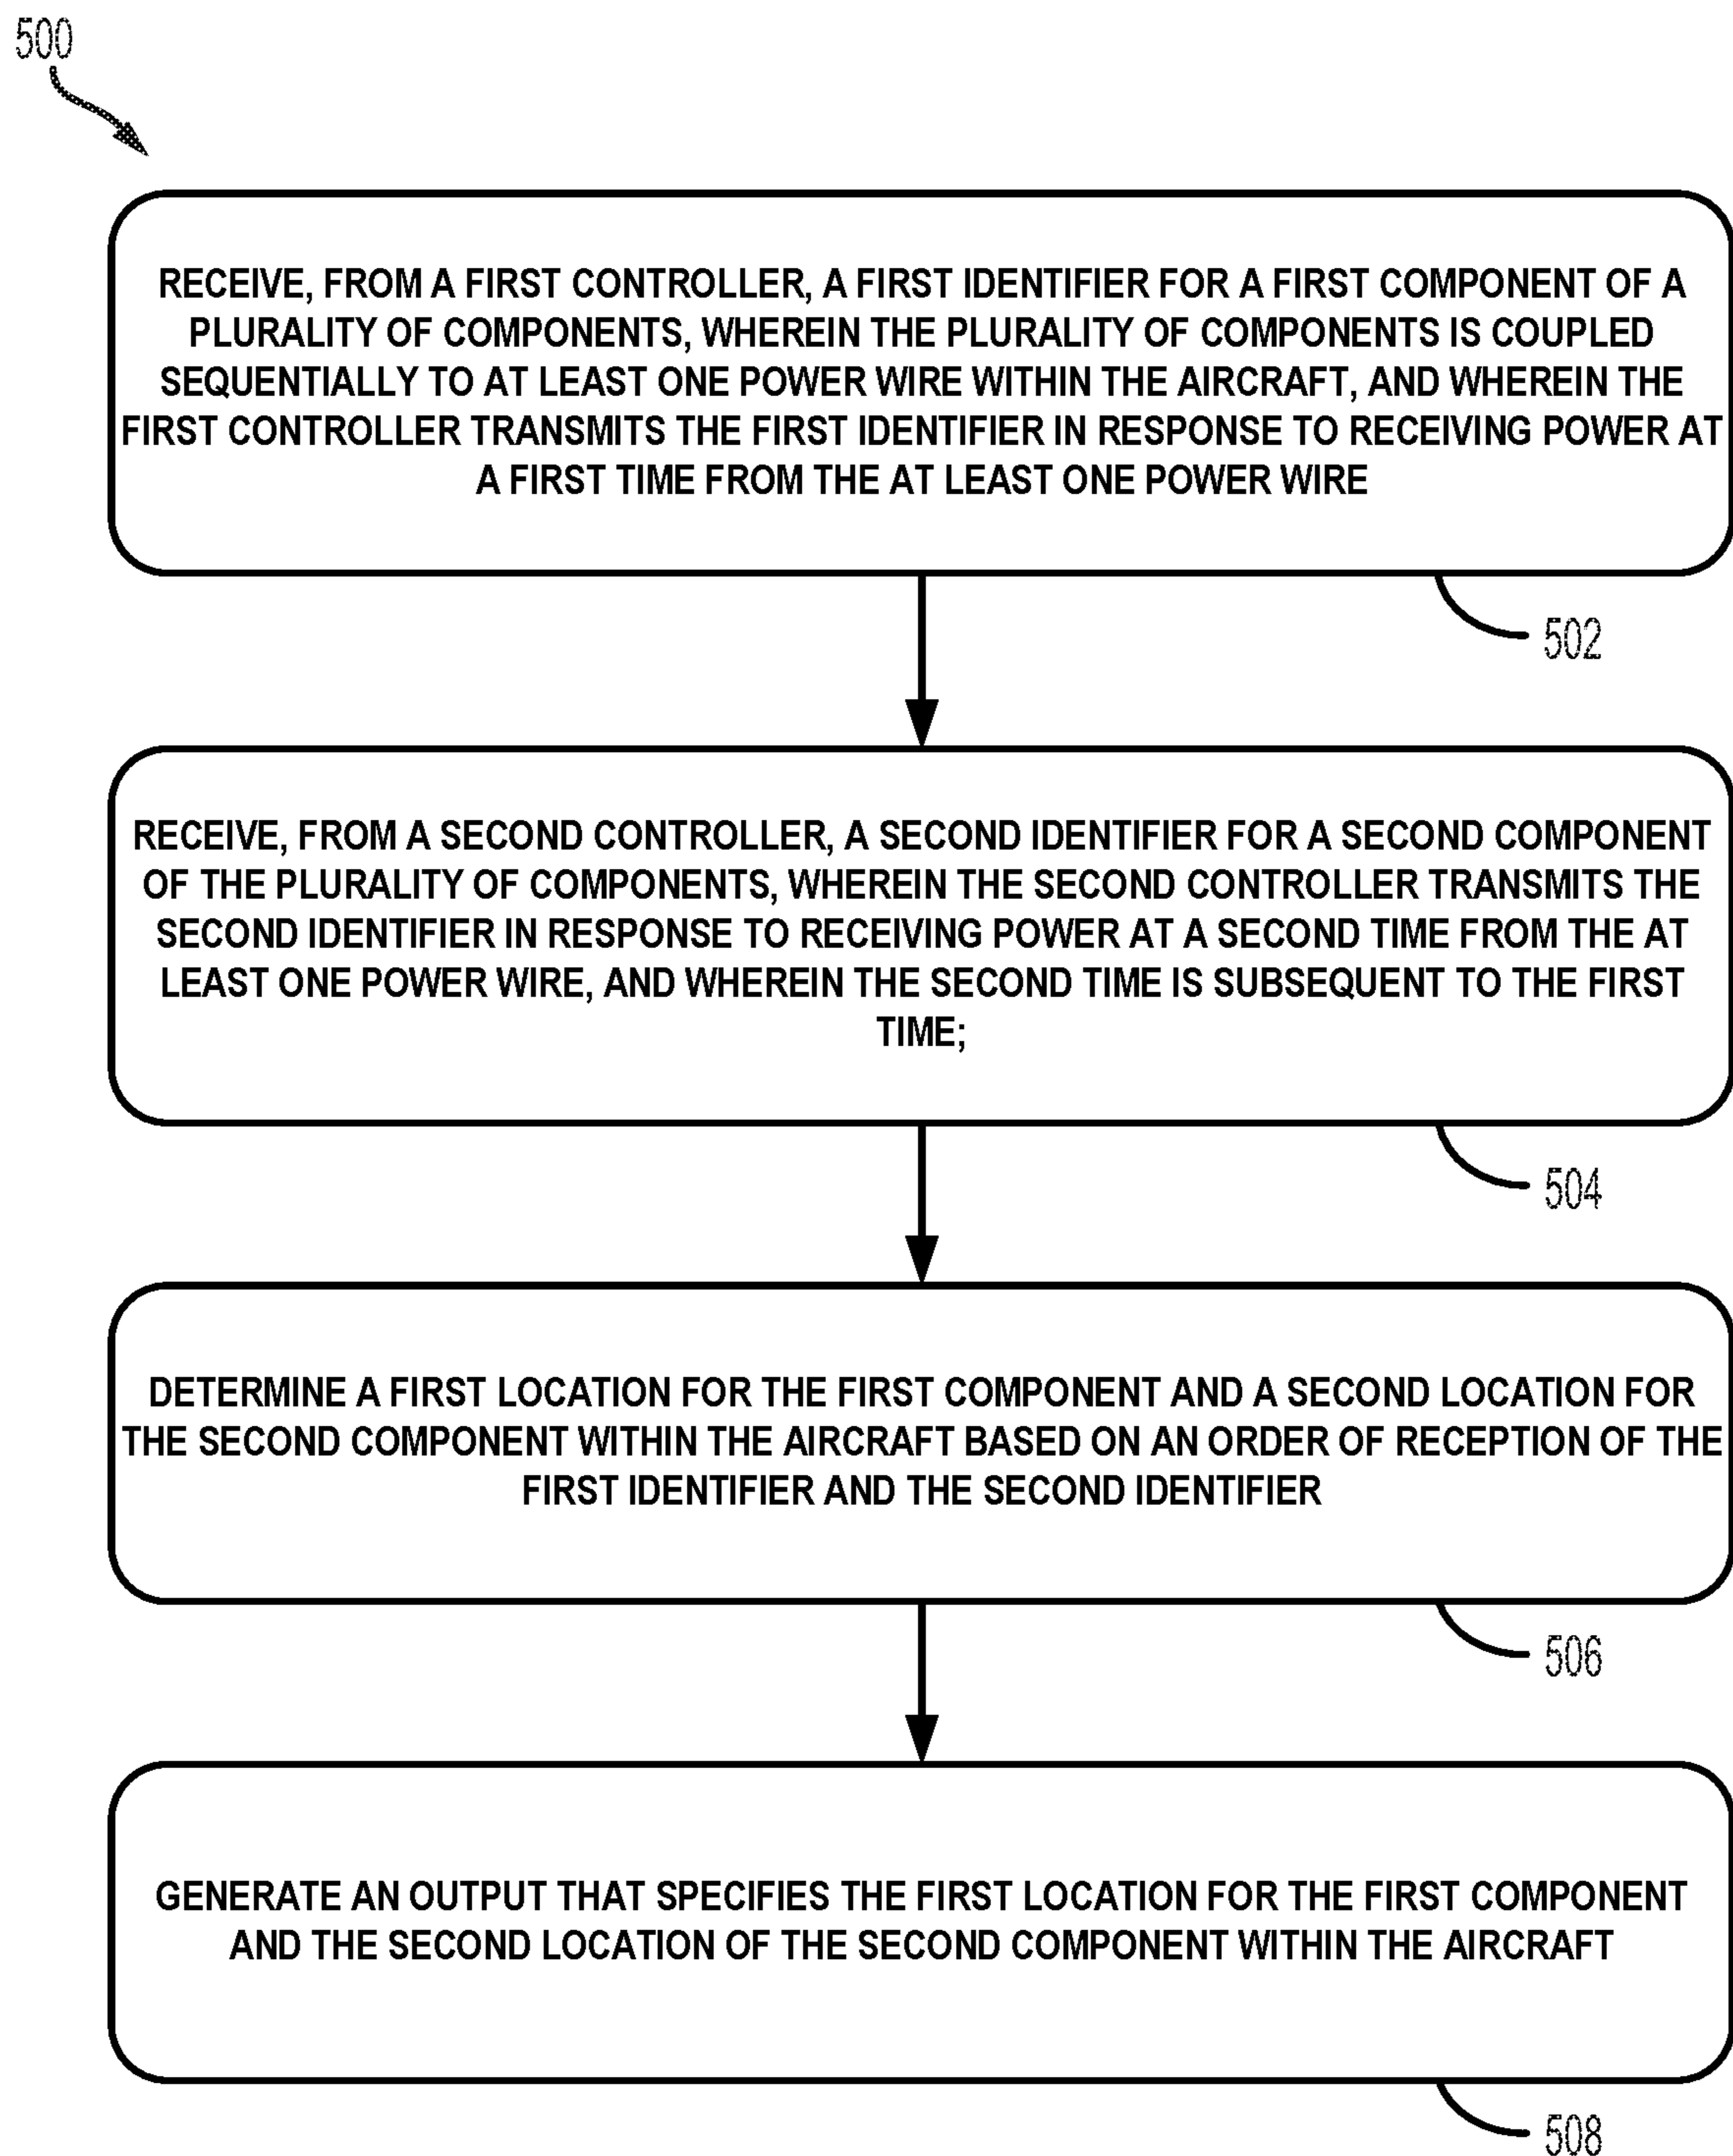 500
RECEIVE, FROM A FIRST CONTROLLER, A FIRST IDENTIFIER FOR A FIRST COMPONENT OF A
PLURALITY OF COMPONENTS, WHEREIN THE PLURALITY OF COMPONENTS IS COUPLED
SEQUENTIALLY TO AT LEAST ONE POWER WIRE WITHIN THE AIRCRAFT, AND WHEREIN THE
FIRST CONTROLLER TRANSMITS THE FIRST IDENTIFIER IN RESPONSE TO RECEIVING POWER AT
A FIRST TIME FROM THE AT LEAST ONE POWER WIRE
502
RECEIVE, FROM A SECOND CONTROLLER, A SECOND IDENTIFIER FOR A SECOND COMPONENT
OF THE PLURALITY OF COMPONENTS, WHEREIN THE SECOND CONTROLLER TRANSMITS THE
SECOND IDENTIFIER IN RESPONSE TO RECEIVING POWER AT A SECOND TIME FROM THE AT
LEAST ONE POWER WIRE, AND WHEREIN THE SECOND TIME IS SUBSEQUENT TO THE FIRST
TIME;
504
DETERMINE A FIRST LOCATION FOR THE FIRST COMPONENT AND A SECOND LOCATION FOR
THE SECOND COMPONENT WITHIN THE AIRCRAFT BASED ON AN ORDER OF RECEPTION OF THE
FIRST IDENTIFIER AND THE SECOND IDENTIFIER
506
GENERATE AN OUTPUT THAT SPECIFIES THE FIRST LOCATION FOR THE FIRST COMPONENT
AND THE SECOND LOCATION OF THE SECOND COMPONENT WITHIN THE AIRCRAFT
508